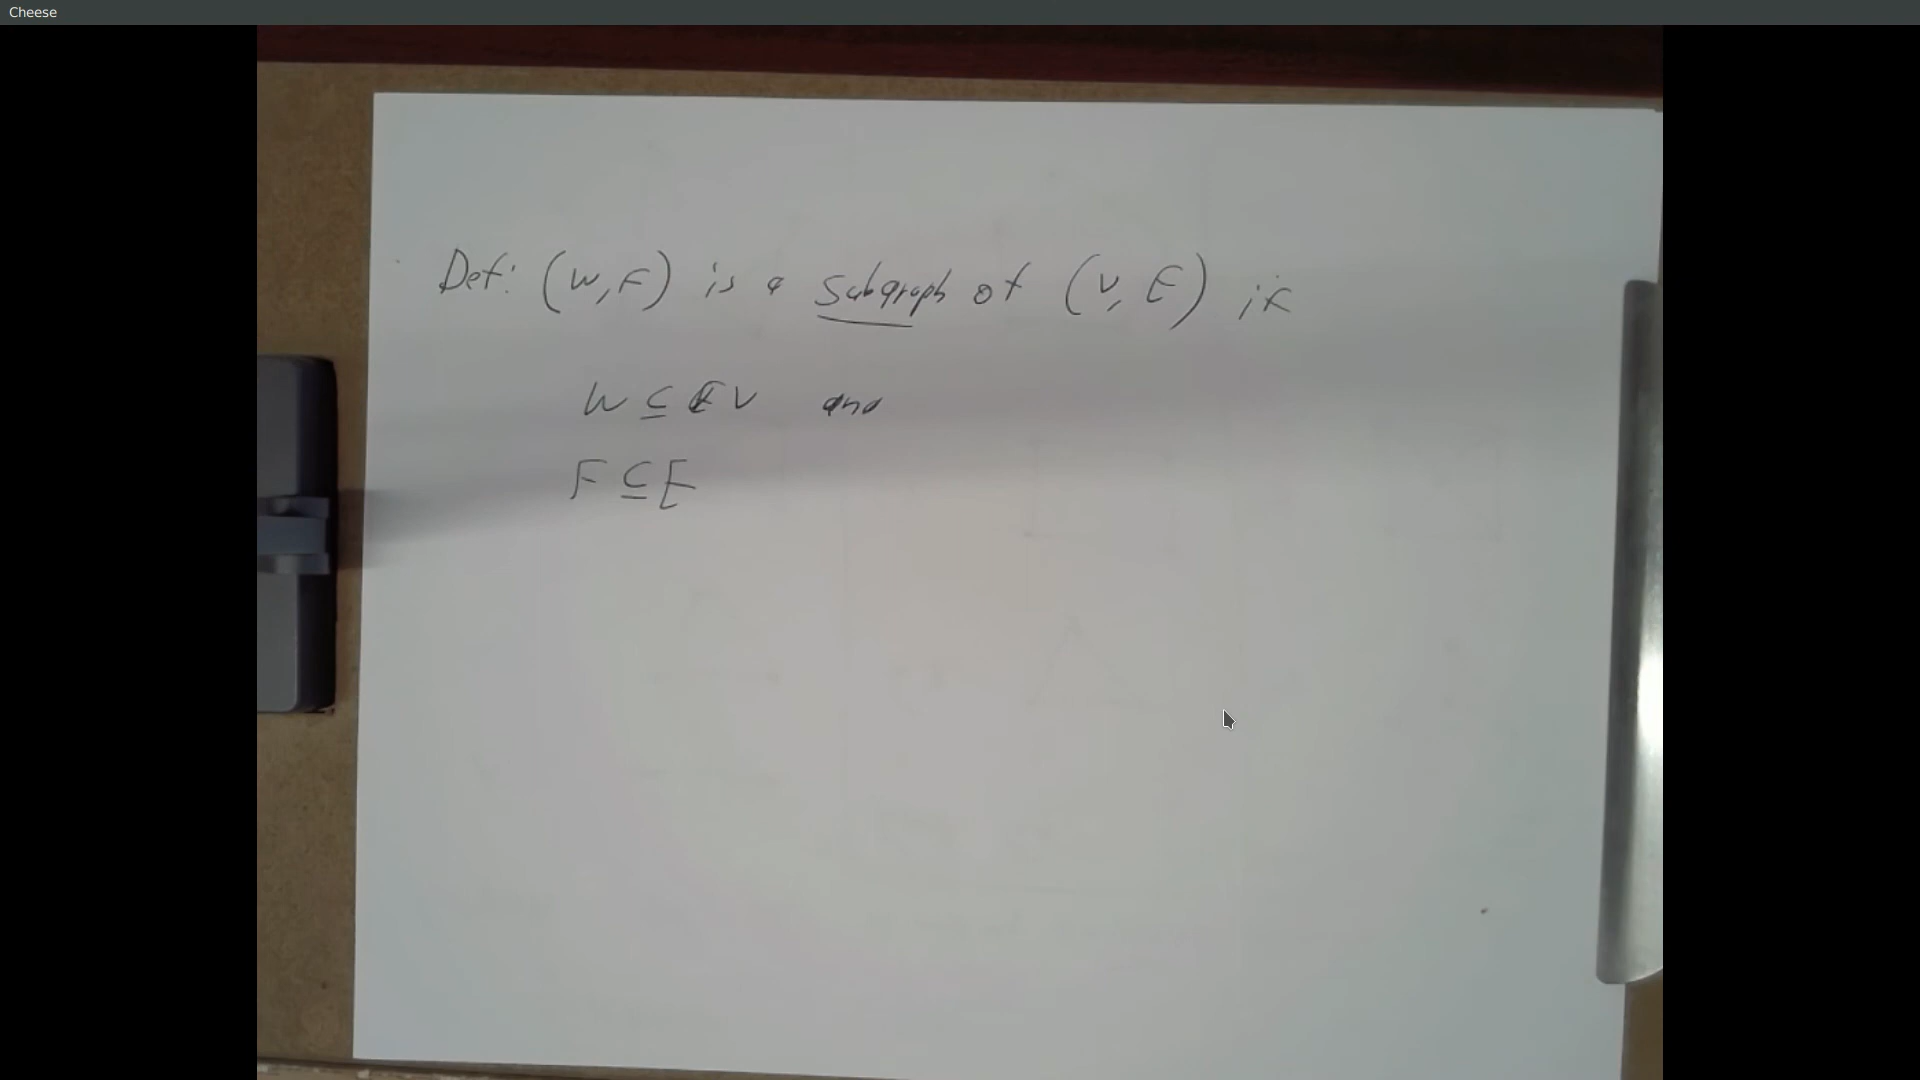 Cheese
Def: (W,F) is a subgraph of (V, E) if
W ⊆ V and
F ⊆ E